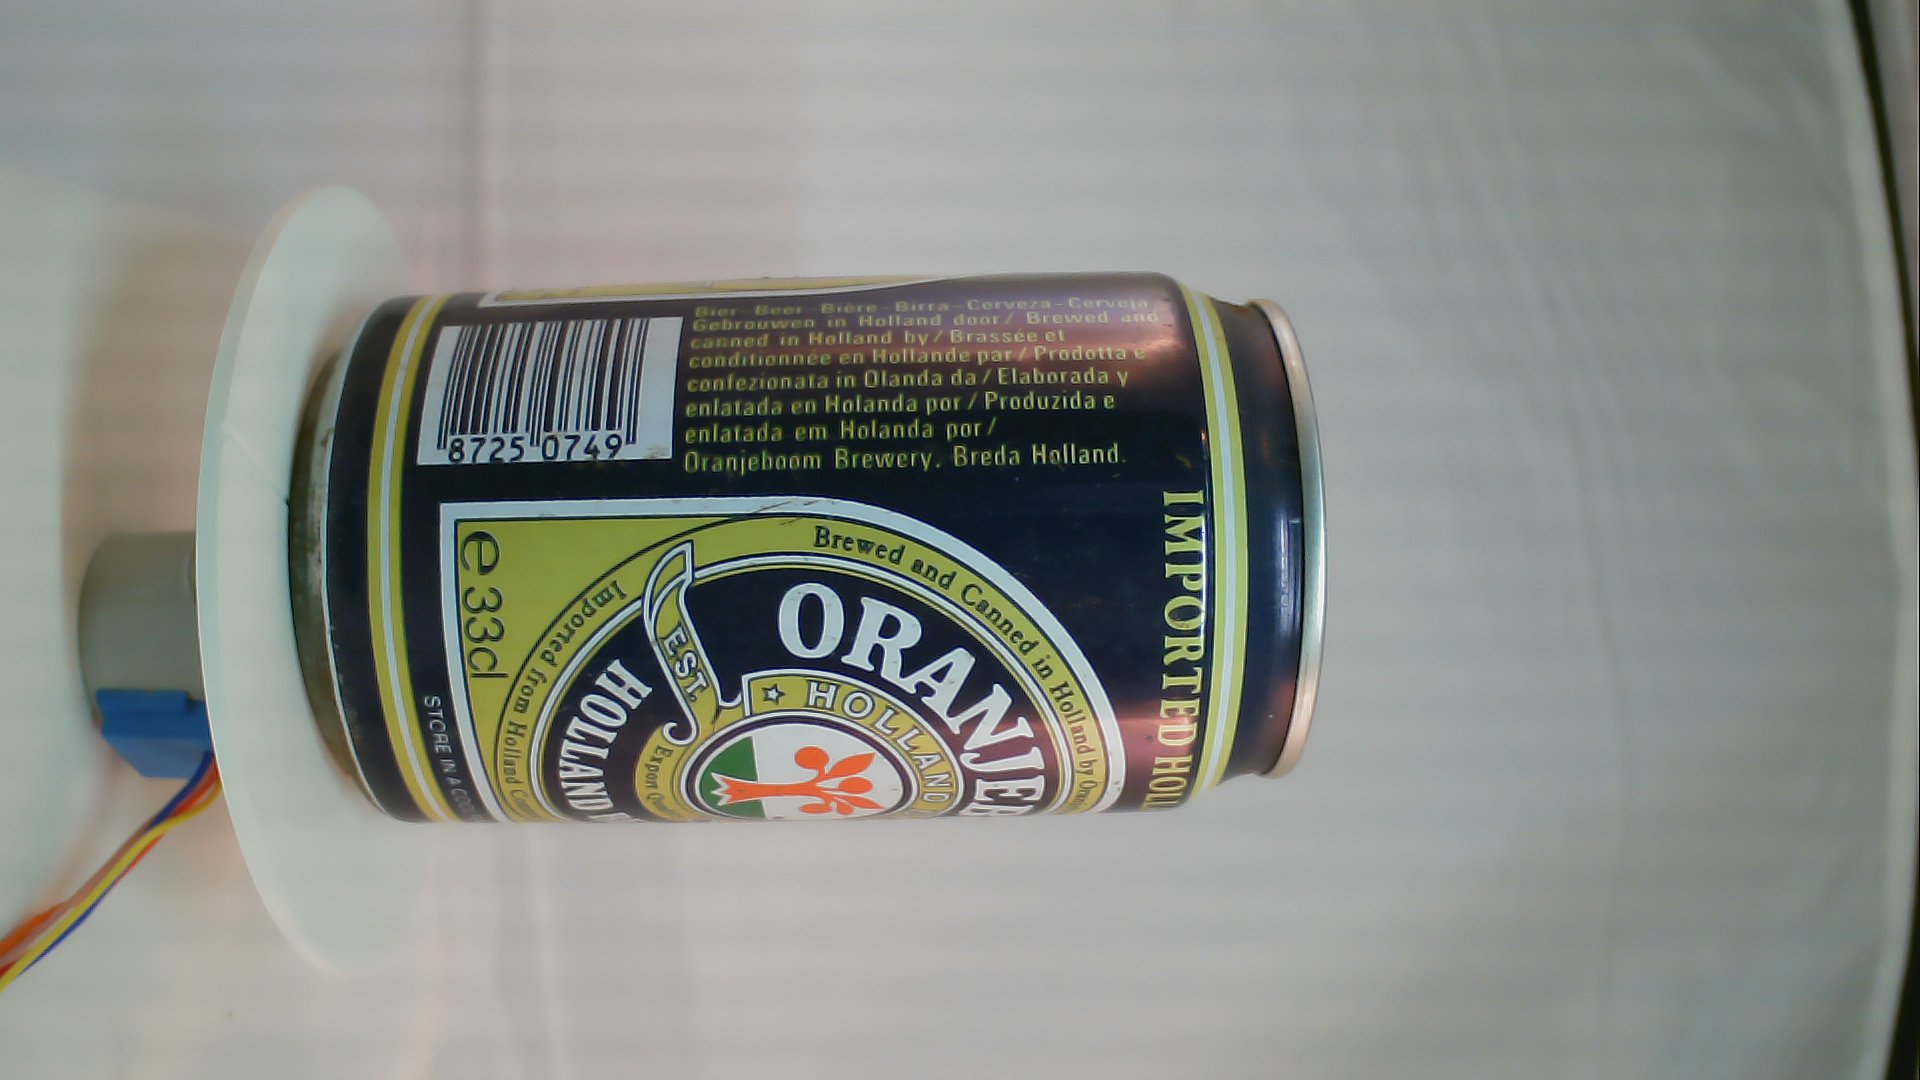 Bier-Beer-Bière-Birra-Cerveza-Cerveja
Gebrouwen in Holland door/ Brewed and
canned in Holland by/ Brassée et
conditionnée en Hollande par/ Prodotta e
confezionata in Olanda da/ Elaborada y
enlatada en Holanda por/ Produzida e
enlatada em Holanda por/
Oranjeboom Brewery, Breda Holland.
8725 0749
IMPORTED
e 33cl
Brewed and Canned in Holland by
Imported from Holland
EST.
HOLLAND
HOLLAND
Export
STORE IN A